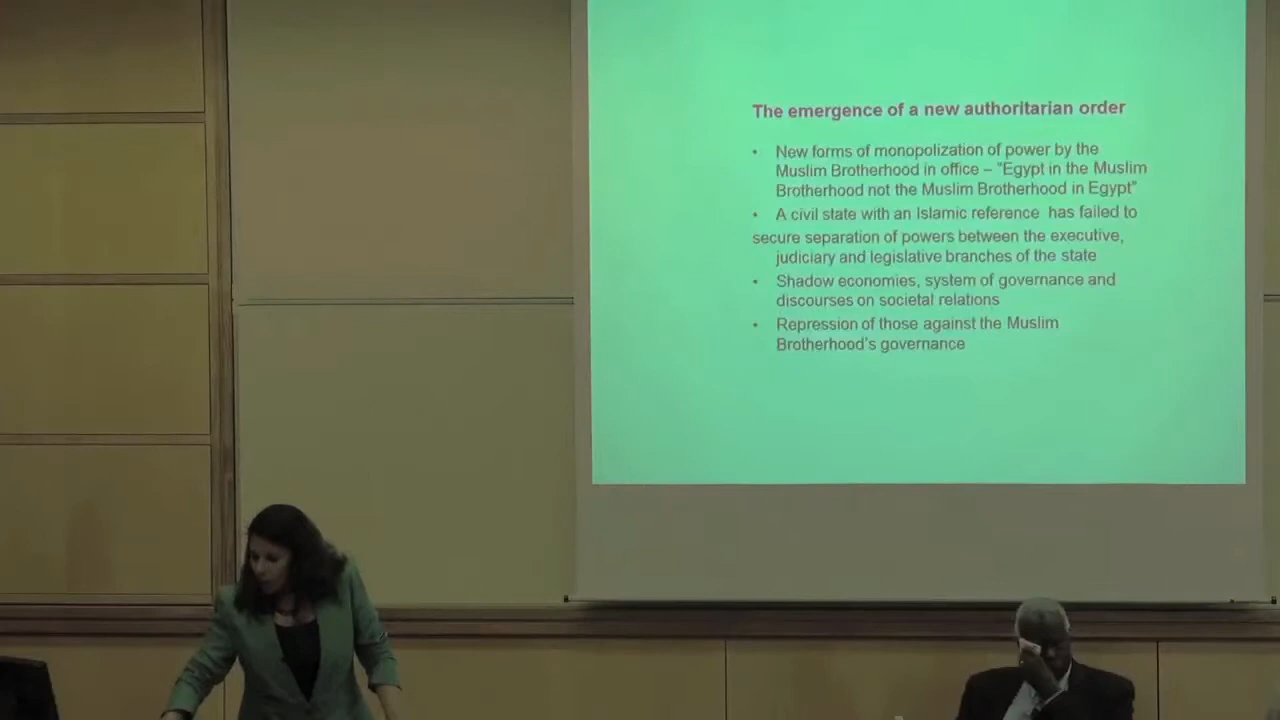 The emergence of a new authoritarian order
• New forms of monopolization of power by the
Muslim Brotherhood in office – "Egypt in the Muslim
Brotherhood not the Muslim Brotherhood in Egypt"
• A civil state with an Islamic reference has failed to
secure separation of powers between the executive,
judiciary and legislative branches of the state
• Shadow economies, system of governance and
discourses on societal relations
• Repression of those against the Muslim
Brotherhood's governance